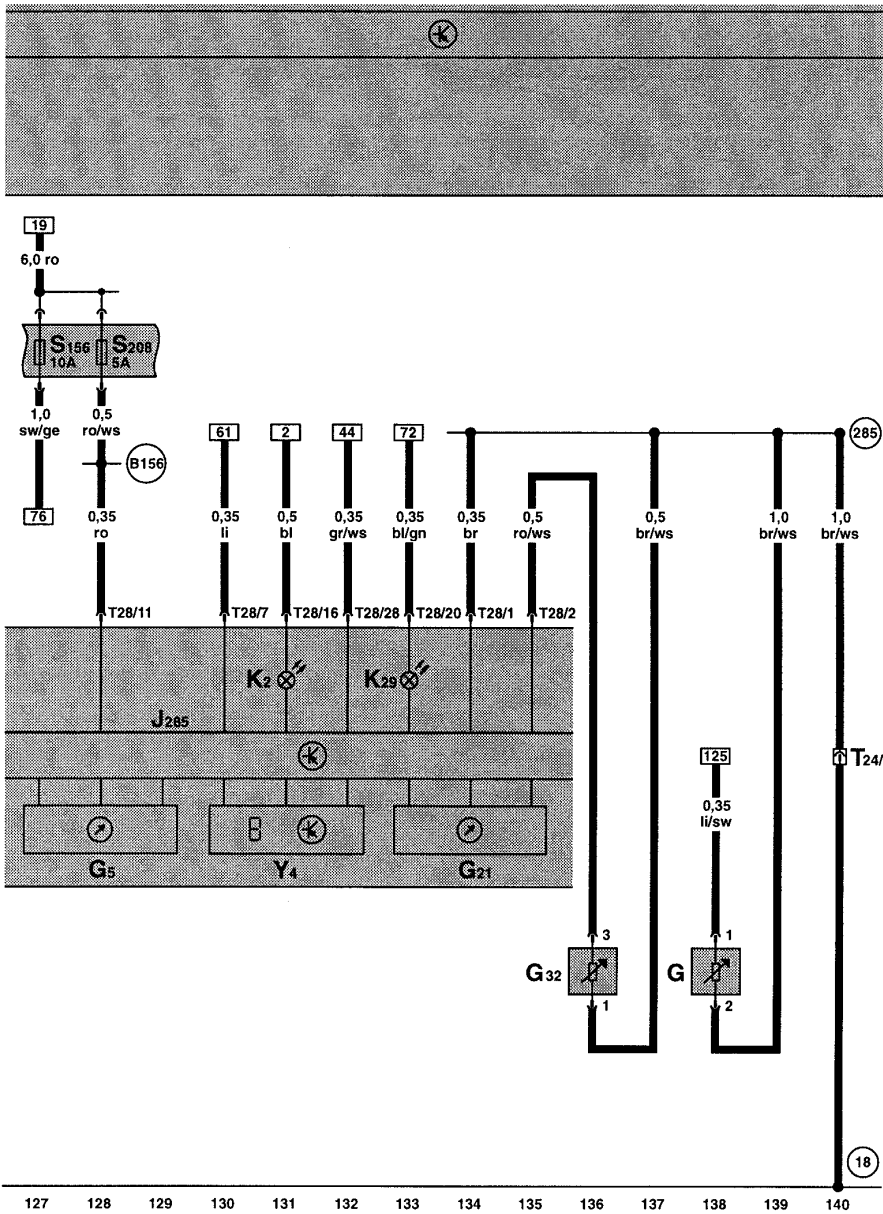 19
6,0 ro
S156
10A
S208
5A
1,0
sw/ge
0,5
ro/ws
61
2
44
72
285
B156
76
0,35
ro
0,35
li
0,5
bl
0,35
gr/ws
0,35
bl/gn
0,35
br
0,5
ro/ws
0,5
br/ws
1,0
br/ws
1,0
br/ws
T28/11
T28/7
T28/16
T28/28
T28/20
T28/1
T28/2
K2
K29
J285
125
T24/
0,35
li/sw
G5
Y4
G21
3
1
G32
G
1
2
18
127 128 129 130 131 132 133 134 135 136 137 138 139 140